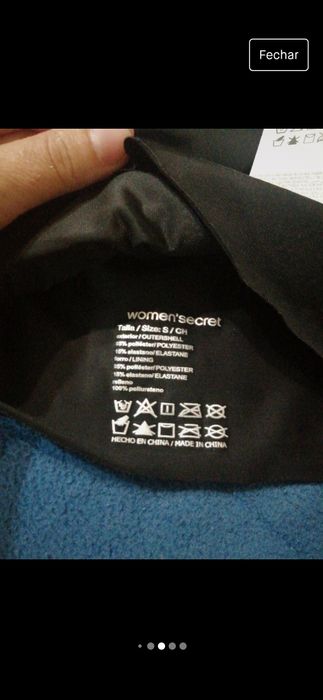 Fechar
women'secret
Talla / Size: S / CH
exterior / OUTERSHELL
85% poliéster/ POLYESTER
15% elastano/ ELASTANE
forro / LINING
85% poliéster/ POLYESTER
15% elastano/ ELASTANE
relleno
100% poliuretano
HECHO EN CHINA / MADE IN CHINA